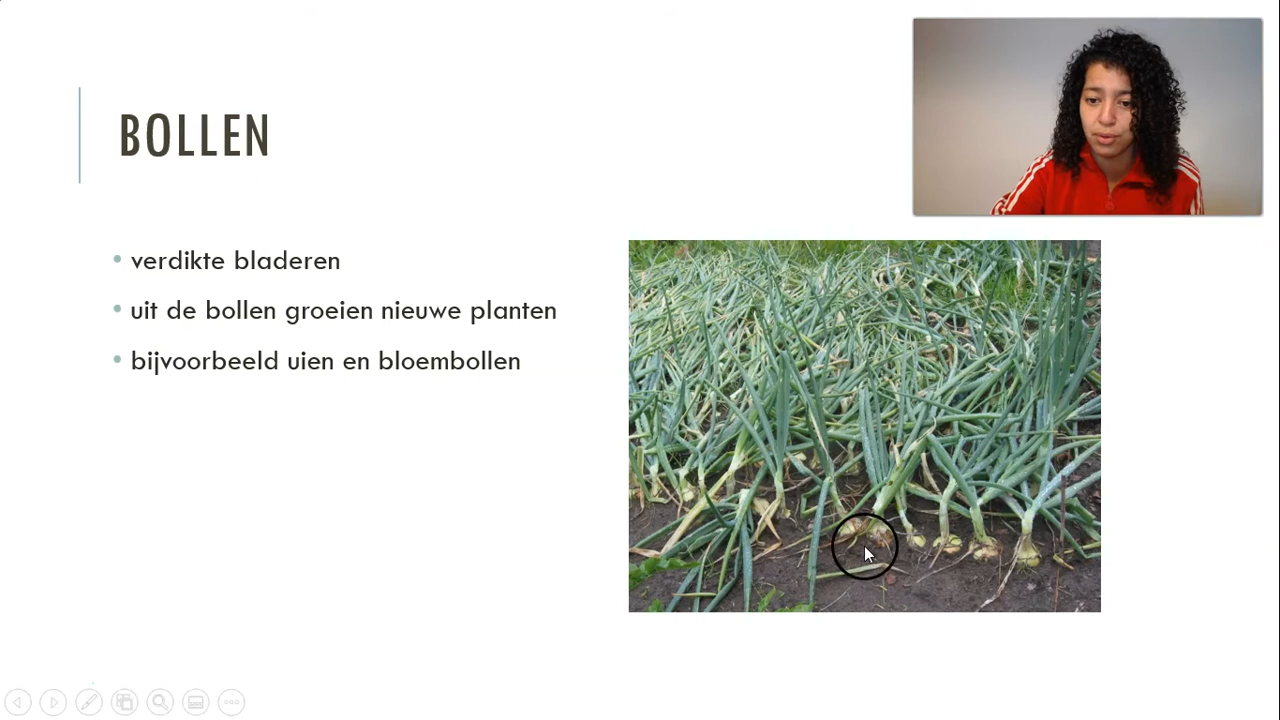 BOLLEN
verdikte bladeren
uit de bollen groeien nieuwe planten
bijvoorbeeld uien en bloembollen